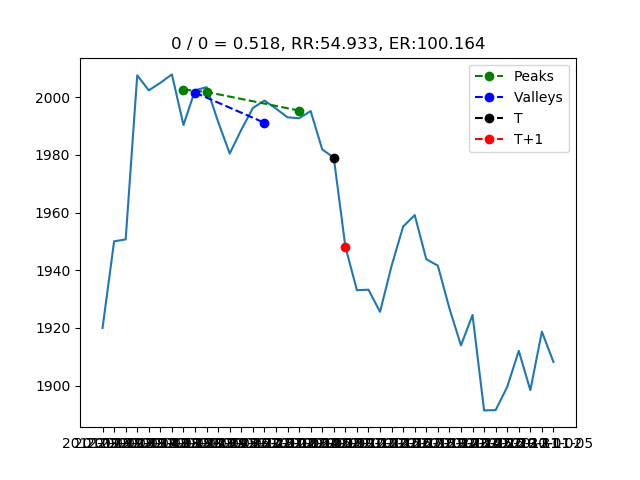 0 / 0 = 0.518, RR:54.933, ER:100.164
Peaks
Valleys
T
T+1
2000
1980
1960
1940
1920
1900